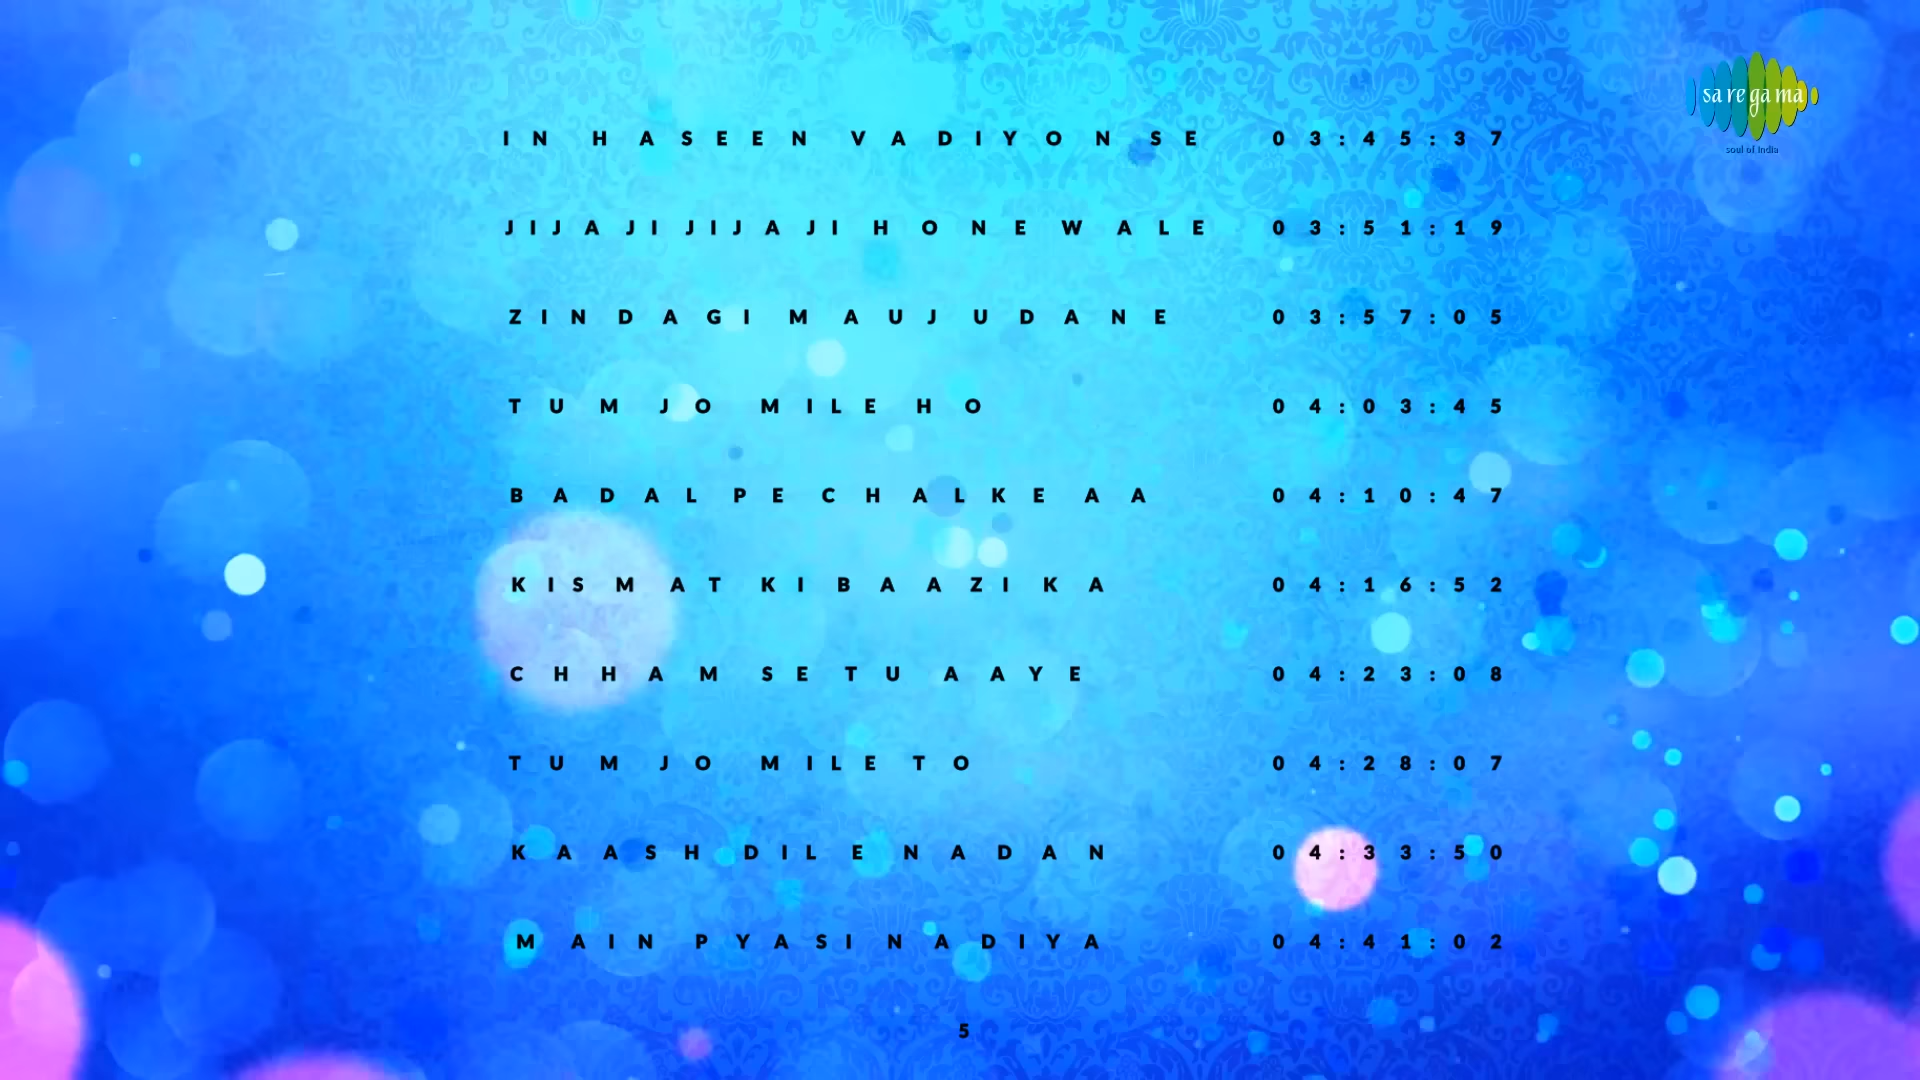 sa re ga ma
soul of India
IN HASEEN VADIYON SE 03:45:37
JIJAJI JIJAJI HONEWALE 03:51:19
ZINDAGI MAUJ UDANE 03:57:05
TUM JO MILE HO 04:03:45
BADAL PE CHALKE AA 04:10:47
KISMAT KI BAAZI KA 04:16:52
CHHAM SE TU AAYE 04:23:08
TUM JO MILE TO 04:28:07
KAASH DIL E NADAN 04:33:50
MAIN PYASI NADIYA 04:41:02
5